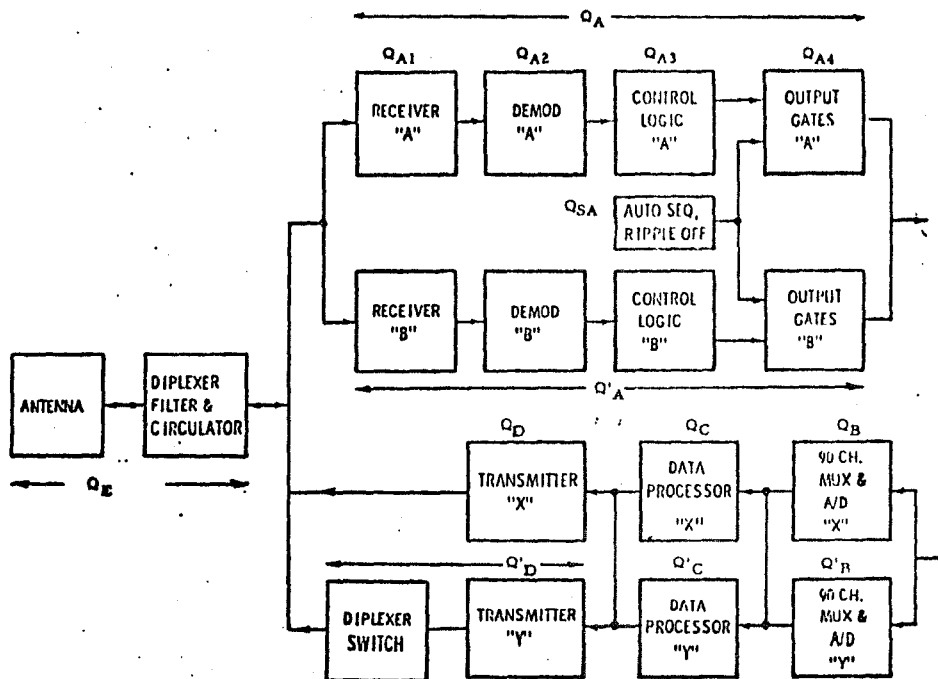 Q_A
Q_A1 Q_A2 Q_A3 Q_A4
RECEIVER
"A"
DEMOD
"A"
CONTROL
LOGIC
"A"
OUTPUT
GATES
"A"
Q_SA
AUTO SEQ,
RIPPLE OFF
RECEIVER
"B"
DEMOD
"B"
CONTROL
LOGIC
"B"
OUTPUT
GATES
"B"
Q'_A
ANTENNA
DIPLEXER
FILTER &
CIRCULATOR
Q_E
Q_D Q_C Q_B
TRANSMITTER
"X"
DATA
PROCESSOR
"X"
90 CH.
MUX &
A/D
"X"
Q'_D Q'_C Q'_B
DIPLEXER
SWITCH
TRANSMITTER
"Y"
DATA
PROCESSOR
"Y"
90 CH.
MUX &
A/D
"Y"